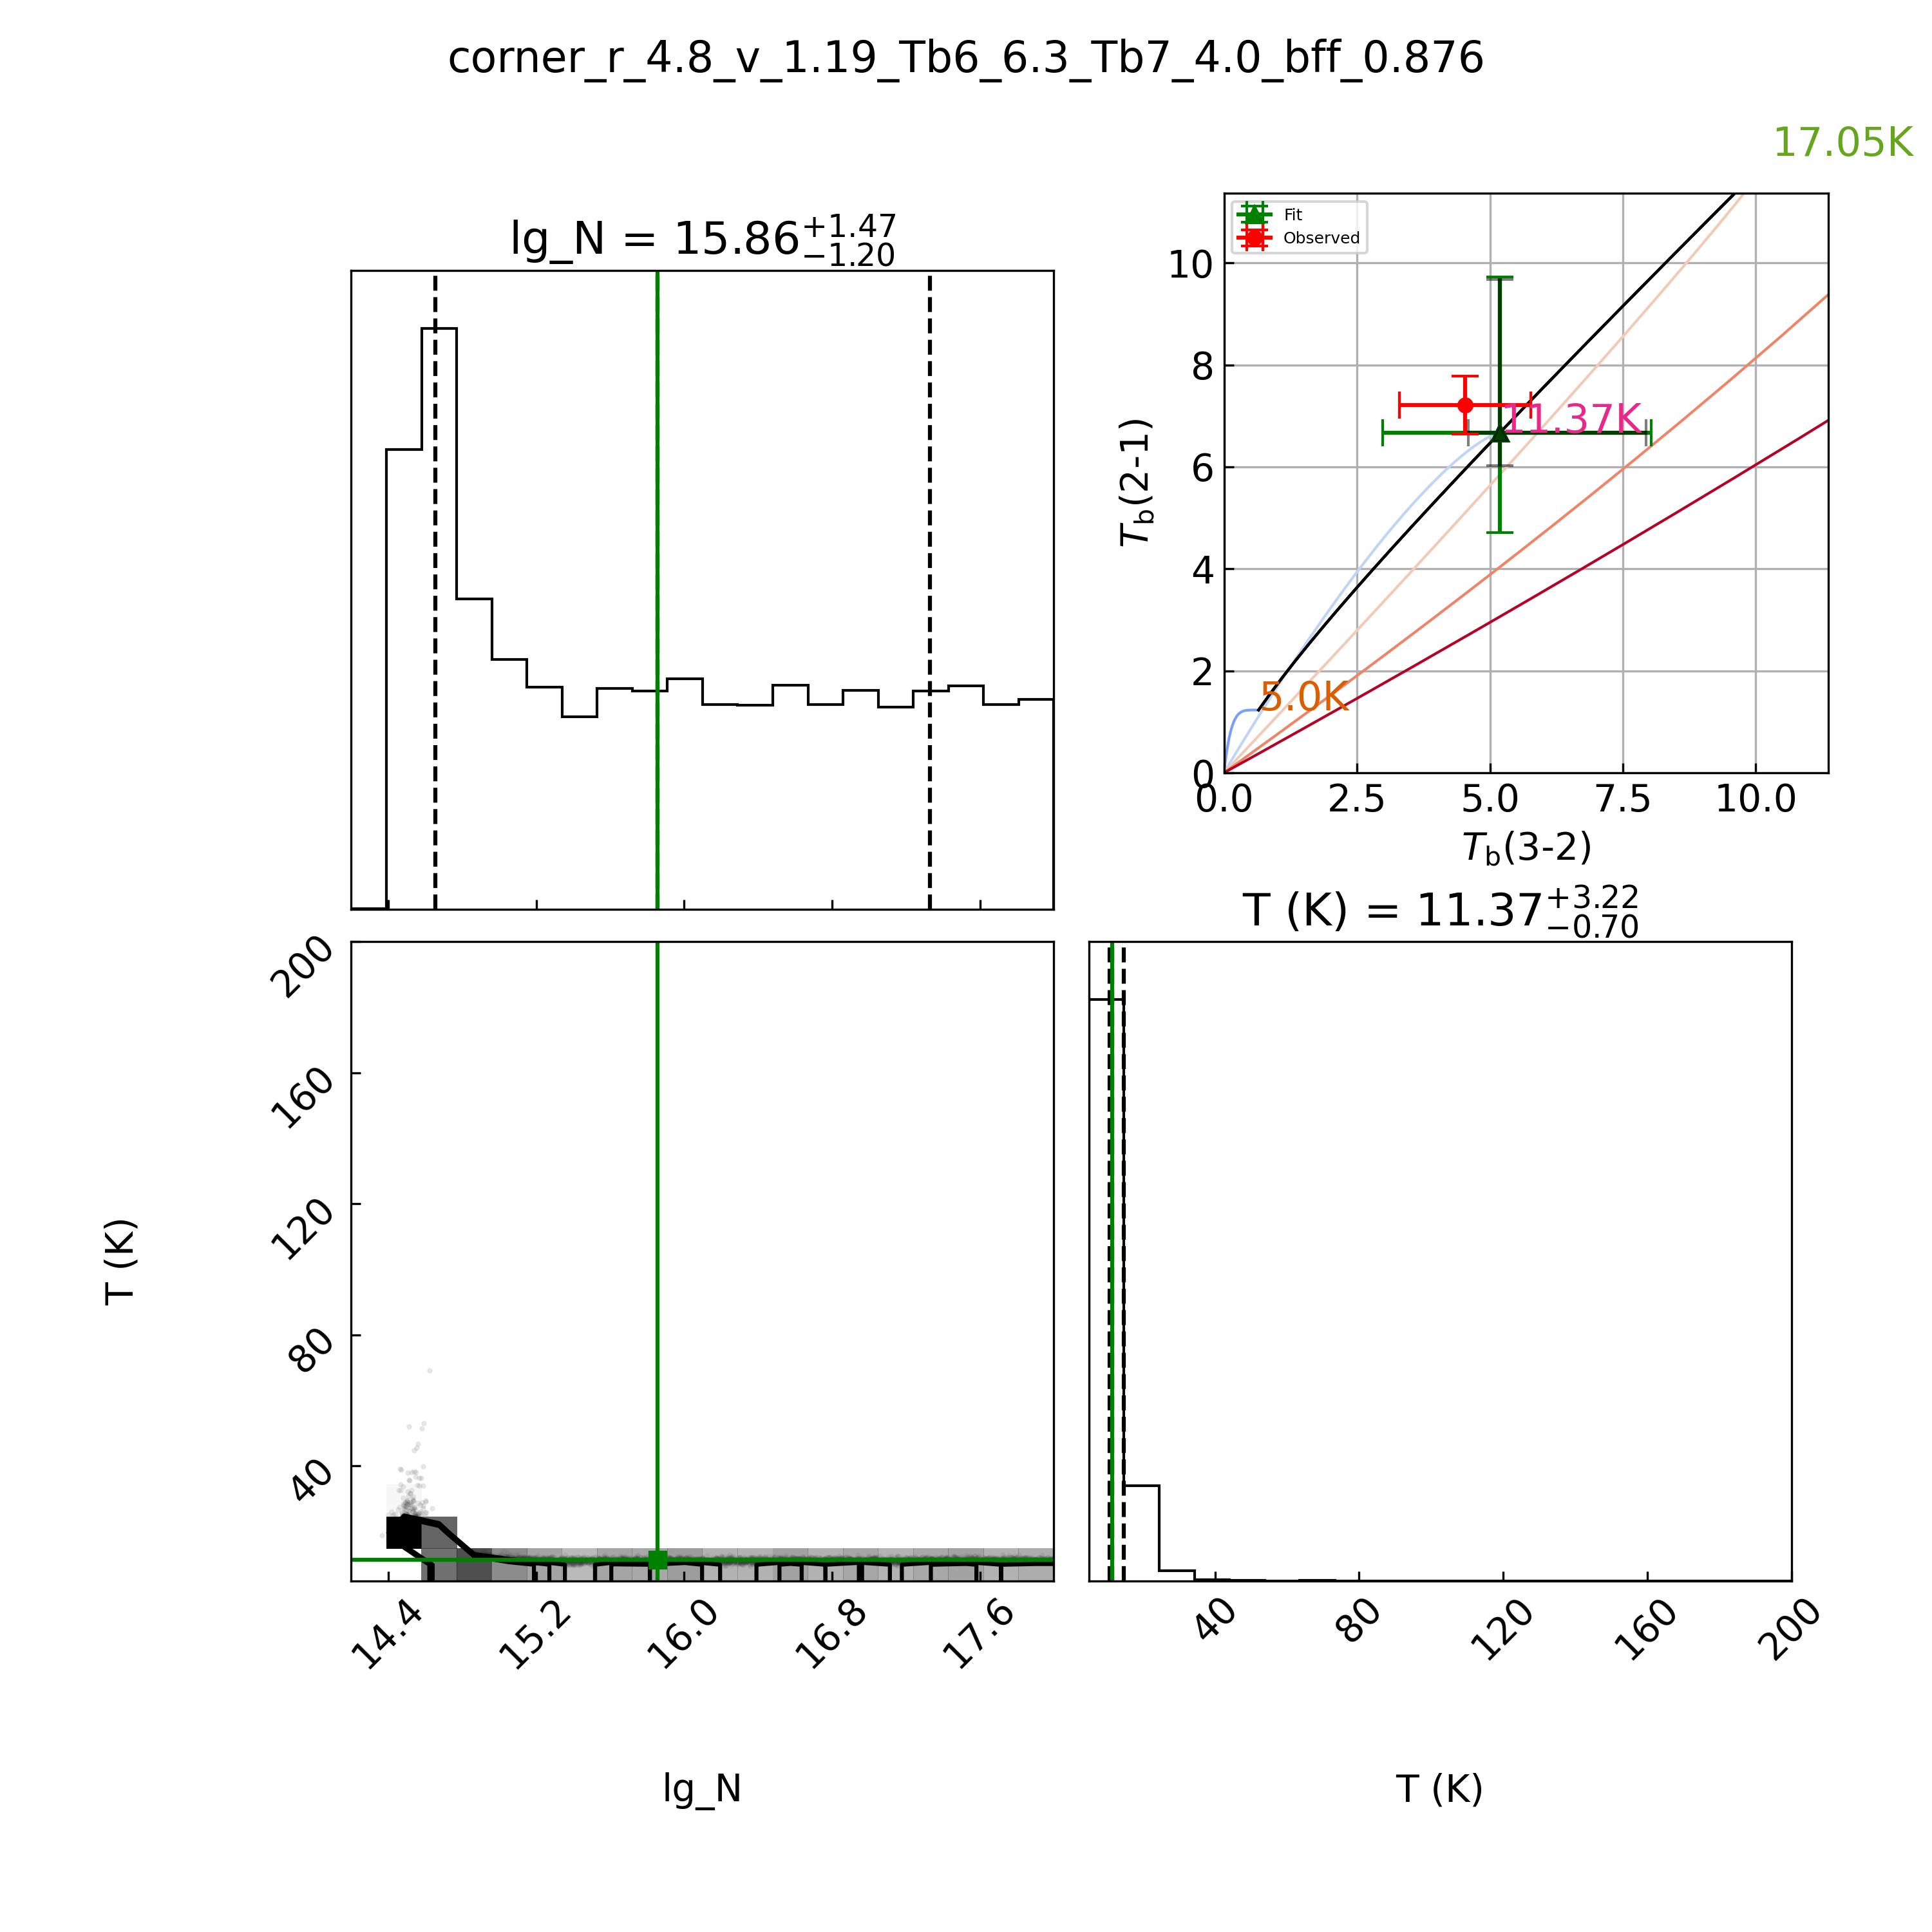 corner_r_4.8_v_1.19_Tb6_6.3_Tb7_4.0_bff_0.876
17.05K
lg_N = 15.86+1.47−1.20
Fit
Observed
10
8
6
4
2
0
T_b(2-1)
11.37K
5.0K
0.0 2.5 5.0 7.5 10.0
T_b(3-2)
T (K) = 11.37+3.22−0.70
200
160
120
80
40
T (K)
14.4 15.2 16.0 16.8 17.6
40 80 120 160 200
lg_N
T (K)